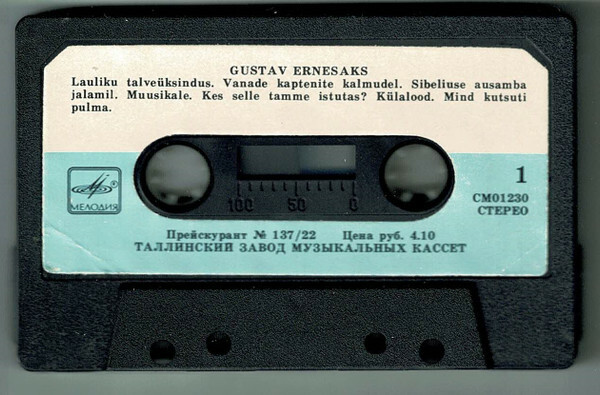 GUSTAV ERNESAKS
Lauliku talveüksindus. Vanade kaptenite kalmudel. Sibeliuse ausamba
jalamil. Muusikale. Kes selle tamme istutas? Külalood. Mind kutsuti
pulma.
1
МЕЛОДИЯ
СМ01230
СТЕРЕО
100 50 0
Прейскурант № 137/22 Цена руб. 4.10
ТАЛЛИНСКИЙ ЗАВОД МУЗЫКАЛЬНЫХ КАССЕТ